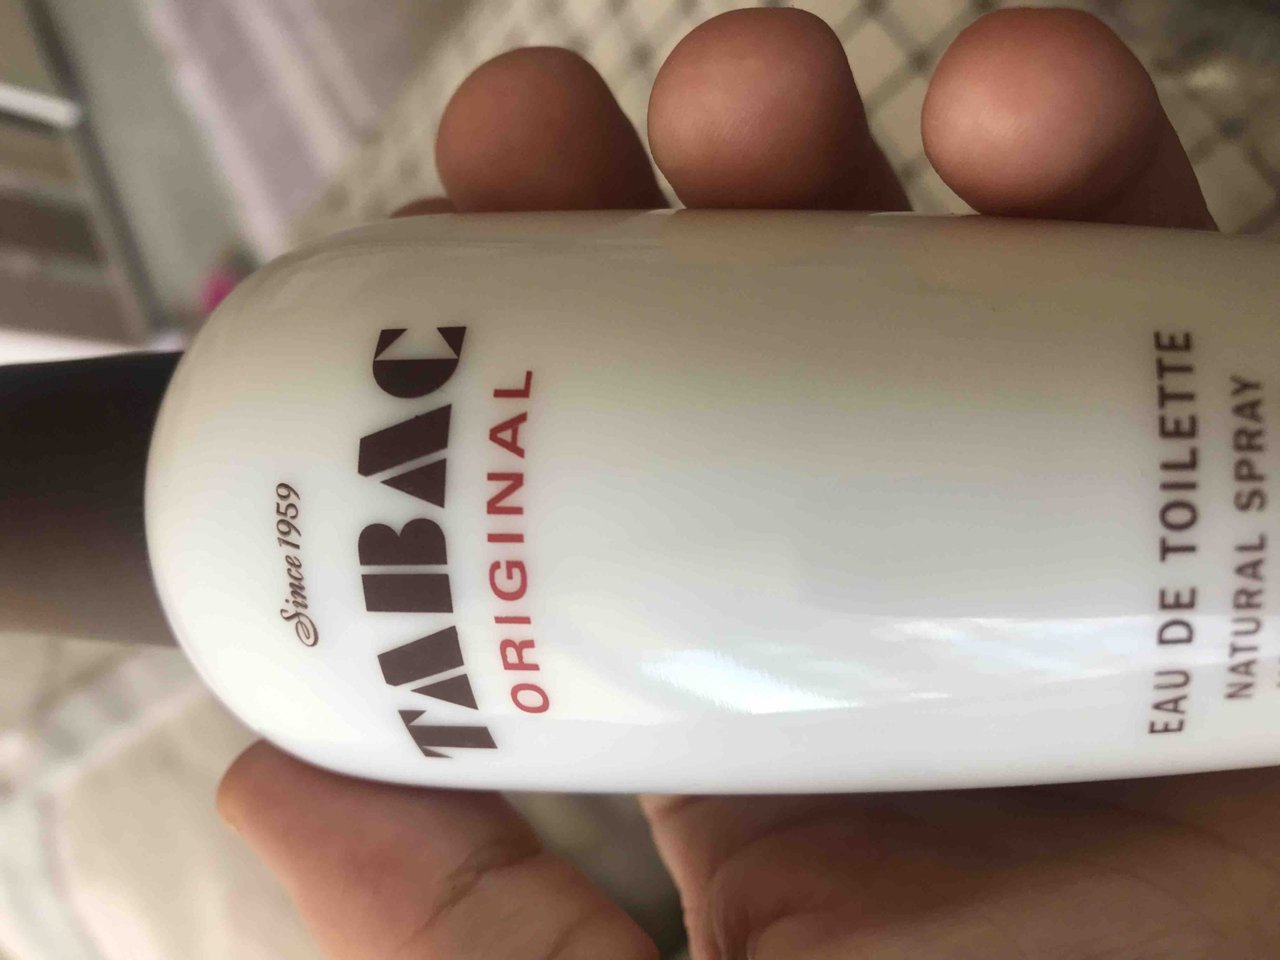 Since 1959
TABAC
ORIGINAL
EAU DE TOILETTE
NATURAL SPRAY